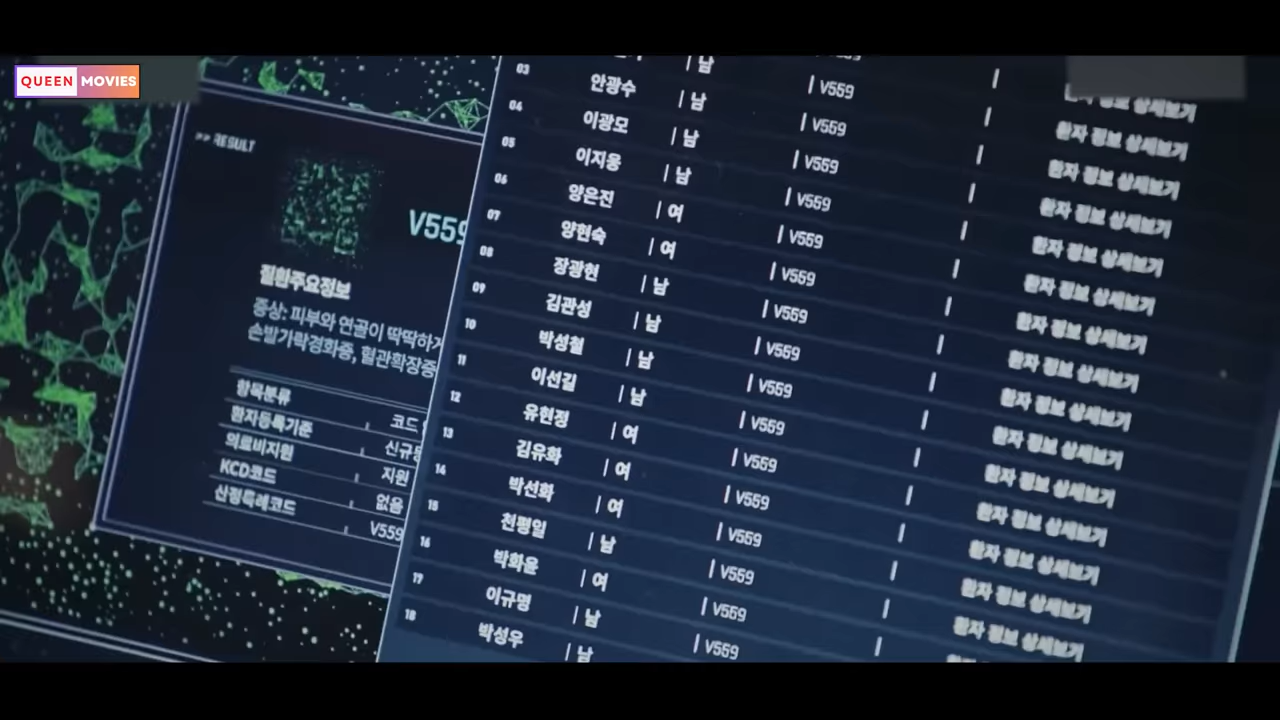 QUEEN MOVIES
>> RESULT
V559
질환주요정보
증상: 피부와 연골이 딱딱하게
손발가락경화증, 혈관확장증
항목분류 | 코드
환자등록기준 | 신규등
의료비지원 | 지원
KCD코드 | 없음
산정특례코드 | V559
| 남 | V559 | 환자 정보 상세보기
03 안광수 | 남 | V559 | 환자 정보 상세보기
04 이광모 | 남 | V559 | 환자 정보 상세보기
05 이지웅 | 남 | V559 | 환자 정보 상세보기
06 양은진 | 여 | V559 | 환자 정보 상세보기
07 양현숙 | 여 | V559 | 환자 정보 상세보기
08 장광현 | 남 | V559 | 환자 정보 상세보기
09 김관성 | 남 | V559 | 환자 정보 상세보기
10 박성철 | 남 | V559 | 환자 정보 상세보기
11 이선길 | 남 | V559 | 환자 정보 상세보기
12 유현정 | 여 | V559 | 환자 정보 상세보기
13 김유화 | 여 | V559 | 환자 정보 상세보기
14 박선화 | 여 | V559 | 환자 정보 상세보기
15 천평일 | 남 | V559 | 환자 정보 상세보기
16 박화윤 | 여 | V559 | 환자 정보 상세보기
17 이규명 | 남 | V559
18 박성우 | 남